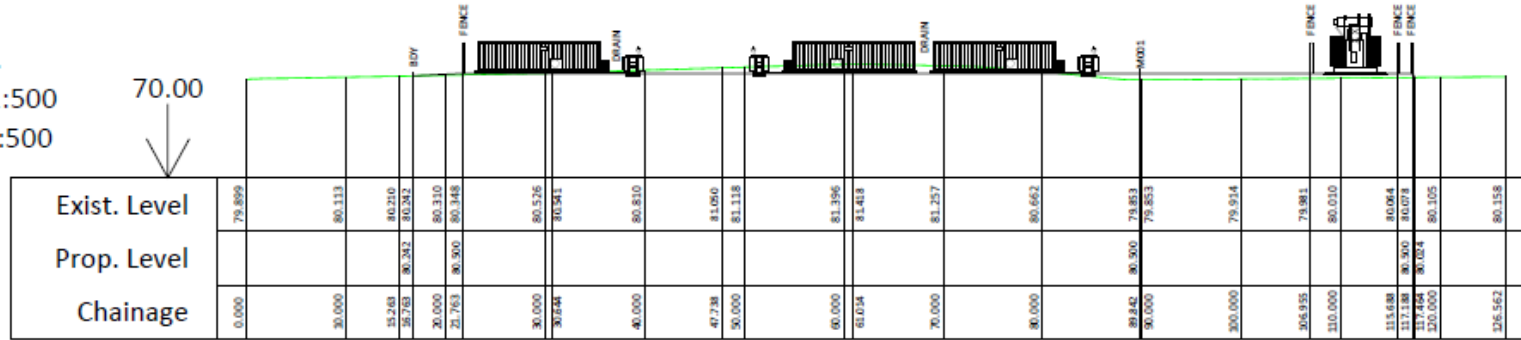 FENCE
FENCE
FENCE
FENCE
BDY
DRAIN
DRAIN
M001
:500
:500
70.00
Exist. Level 79.899 80.113 80.210 80.242 80.310 80.348 80.526 80.541 80.810 81.050 81.118 81.396 81.418 81.257 80.662 79.853 79.853 79.914 79.981 80.010 80.064 80.078 80.105 80.158
Prop. Level 80.242 80.500 80.500 80.500 80.024
Chainage 0.000 10.000 15.263 16.763 20.000 21.763 30.000 30.644 40.000 47.738 50.000 60.000 61.014 70.000 80.000 89.842 90.000 100.000 106.955 110.000 115.688 117.188 117.464 120.000 126.562